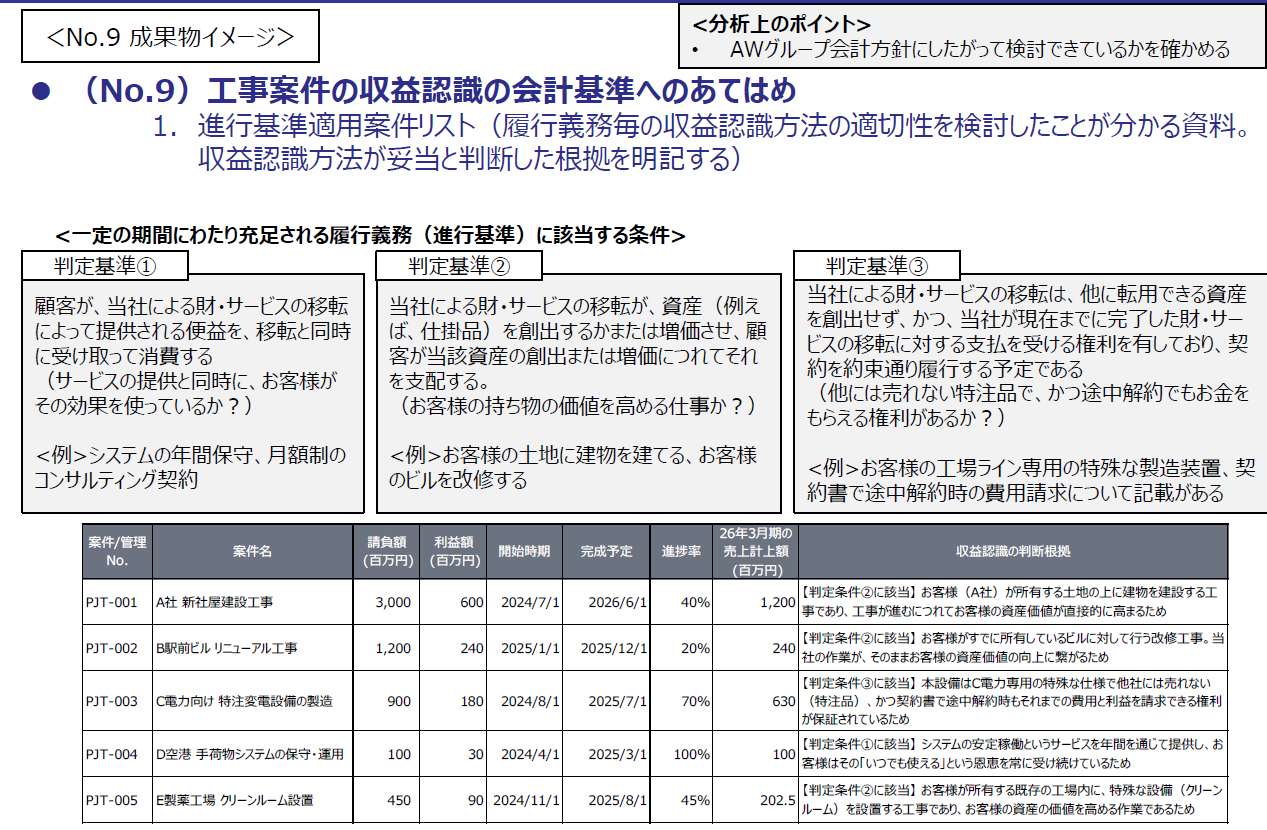 <No.9 成果物イメージ>
<分析上のポイント>
• AWグループ会計方針にしたがって検討できているかを確かめる
● （No.9）工事案件の収益認識の会計基準へのあてはめ
1. 進行基準適用案件リスト（履行義務毎の収益認識方法の適切性を検討したことが分かる資料。
収益認識方法が妥当と判断した根拠を明記する）
<一定の期間にわたり充足される履行義務（進行基準）に該当する条件>
判定基準①
顧客が、当社による財・サービスの移転
によって提供される便益を、移転と同時
に受け取って消費する
（サービスの提供と同時に、お客様が
その効果を使っているか？）
<例>システムの年間保守、月額制の
コンサルティング契約
判定基準②
当社による財・サービスの移転が、資産（例え
ば、仕掛品）を創出するかまたは増価させ、顧
客が当該資産の創出または増価につれてそれ
を支配する。
（お客様の持ち物の価値を高める仕事か？）
<例>お客様の土地に建物を建てる、お客様
のビルを改修する
判定基準③
当社による財・サービスの移転は、他に転用できる資産
を創出せず、かつ、当社が現在までに完了した財・サー
ビスの移転に対する支払を受ける権利を有しており、契
約を約束通り履行する予定である
（他には売れない特注品で、かつ途中解約でもお金を
もらえる権利があるか？）
<例>お客様の工場ライン専用の特殊な製造装置、契
約書で途中解約時の費用請求について記載がある
案件/管理
No.
案件名
請負額
(百万円)
利益額
(百万円)
開始時期
完成予定
進捗率
26年3月期の
売上計上額
(百万円)
収益認識の判断根拠
PJT-001 A社 新社屋建設工事 3,000 600 2024/7/1 2026/6/1 40% 1,200
【判定条件②に該当】お客様（A社）が所有する土地の上に建物を建設する工
事であり、工事が進むにつれてお客様の資産価値が直接的に高まるため
PJT-002 B駅前ビル リニューアル工事 1,200 240 2025/1/1 2025/12/1 20% 240
【判定条件②に該当】お客様がすでに所有しているビルに対して行う改修工事。当
社の作業が、そのままお客様の資産価値の向上に繋がるため
PJT-003 C電力向け 特注変電設備の製造 900 180 2024/8/1 2025/7/1 70% 630
【判定条件③に該当】本設備はC電力専用の特殊な仕様で他社には売れない
（特注品）、かつ契約書で途中解約時もそれまでの費用と利益を請求できる権利
が保証されているため
PJT-004 D空港 手荷物システムの保守・運用 100 30 2024/4/1 2025/3/1 100% 100
【判定条件①に該当】システムの安定稼働というサービスを年間を通じて提供し、お
客様はその「いつでも使える」という恩恵を常に受け続けているため
PJT-005 E製薬工場 クリーンルーム設置 450 90 2024/11/1 2025/8/1 45% 202.5
【判定条件②に該当】お客様が所有する既存の工場内に、特殊な設備（クリーン
ルーム）を設置する工事であり、お客様の資産の価値を高める作業であるため